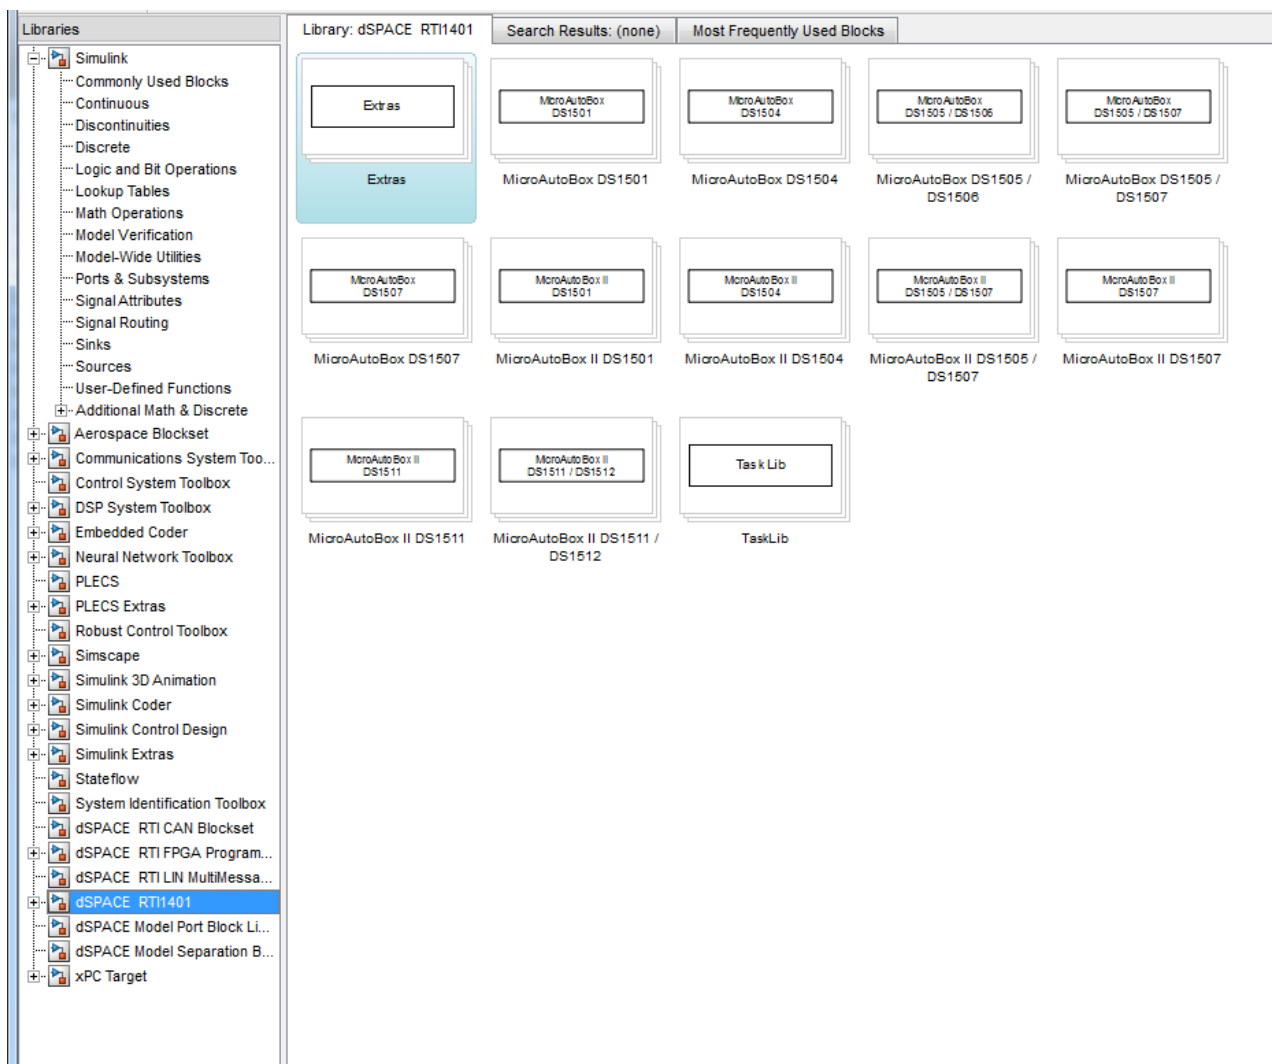 Libraries
Library: dSPACE RTI1401
Search Results: (none)
Most Frequently Used Blocks
Simulink
Commonly Used Blocks
Continuous
Discontinuities
Discrete
Logic and Bit Operations
Lookup Tables
Math Operations
Model Verification
Model-Wide Utilities
Ports & Subsystems
Signal Attributes
Signal Routing
Sinks
Sources
User-Defined Functions
Additional Math & Discrete
Aerospace Blockset
Communications System Too...
Control System Toolbox
DSP System Toolbox
Embedded Coder
Neural Network Toolbox
PLECS
PLECS Extras
Robust Control Toolbox
Simscape
Simulink 3D Animation
Simulink Coder
Simulink Control Design
Simulink Extras
Stateflow
System Identification Toolbox
dSPACE RTI CAN Blockset
dSPACE RTI FPGA Program...
dSPACE RTI LIN MultiMessa...
dSPACE RTI1401
dSPACE Model Port Block Li...
dSPACE Model Separation B...
xPC Target
Extras
Extras
MicroAutoBox
DS1501
MicroAutoBox DS1501
MicroAutoBox
DS1504
MicroAutoBox DS1504
MicroAutoBox
DS1505 / DS1506
MicroAutoBox DS1505 /
DS1506
MicroAutoBox
DS1505 / DS1507
MicroAutoBox DS1505 /
DS1507
MicroAutoBox
DS1507
MicroAutoBox DS1507
MicroAutoBox II
DS1501
MicroAutoBox II DS1501
MicroAutoBox II
DS1504
MicroAutoBox II DS1504
MicroAutoBox II
DS1505 / DS1507
MicroAutoBox II DS1505 /
DS1507
MicroAutoBox II
DS1507
MicroAutoBox II DS1507
MicroAutoBox II
DS1511
MicroAutoBox II DS1511
MicroAutoBox II
DS1511 / DS1512
MicroAutoBox II DS1511 /
DS1512
Task Lib
TaskLib